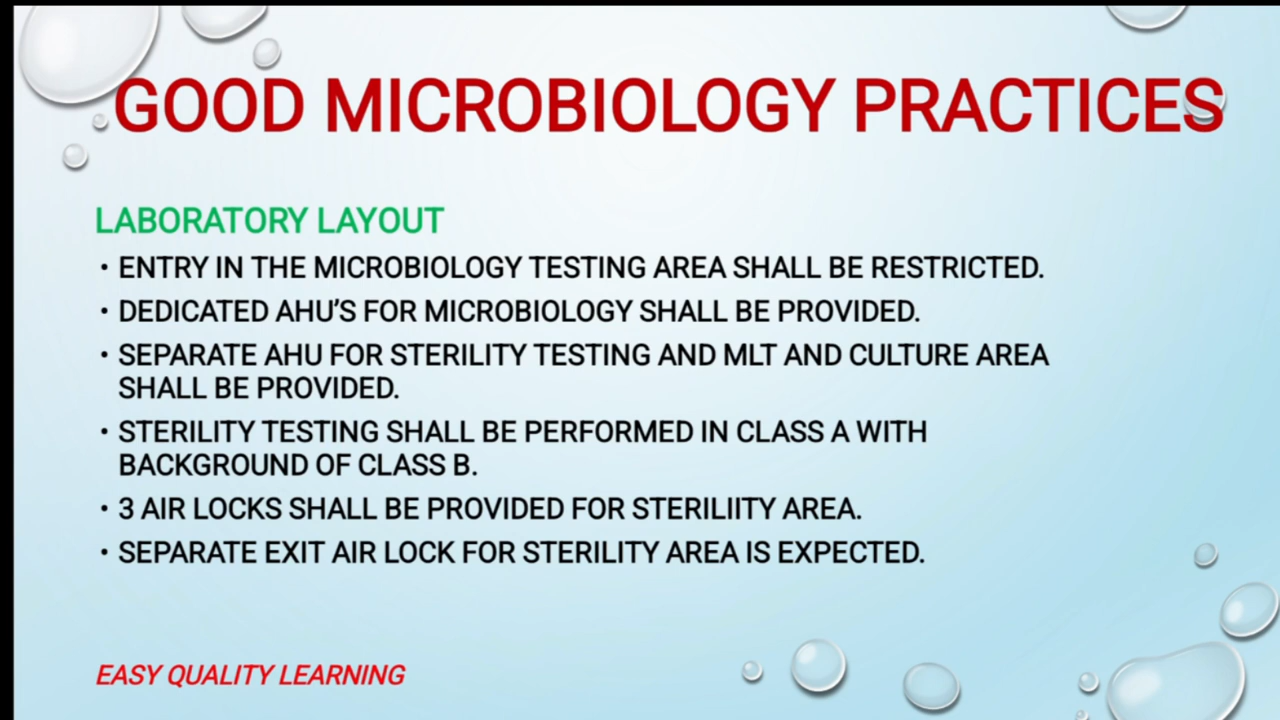 GOOD MICROBIOLOGY PRACTICES
LABORATORY LAYOUT
• ENTRY IN THE MICROBIOLOGY TESTING AREA SHALL BE RESTRICTED.
• DEDICATED AHU'S FOR MICROBIOLOGY SHALL BE PROVIDED.
• SEPARATE AHU FOR STERILITY TESTING AND MLT AND CULTURE AREA
SHALL BE PROVIDED.
• STERILITY TESTING SHALL BE PERFORMED IN CLASS A WITH
BACKGROUND OF CLASS B.
• 3 AIR LOCKS SHALL BE PROVIDED FOR STERILIITY AREA.
• SEPARATE EXIT AIR LOCK FOR STERILITY AREA IS EXPECTED.
EASY QUALITY LEARNING